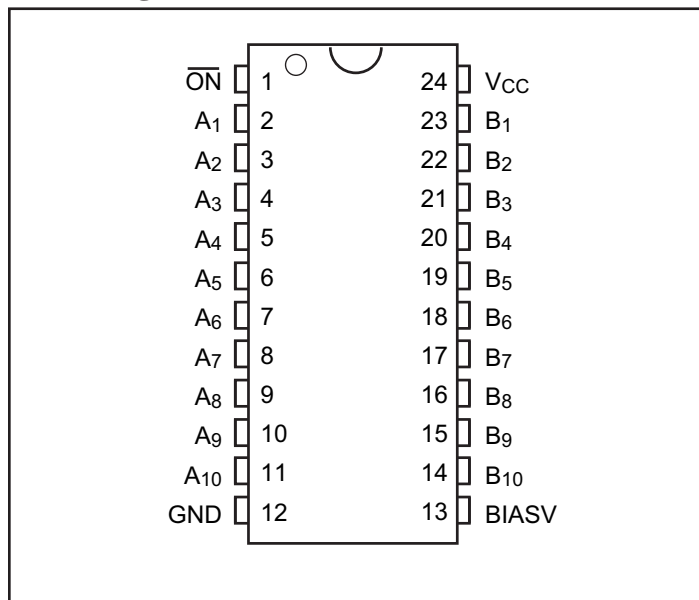 O̅N̅ 1 24 VCC
A1 2 23 B1
A2 3 22 B2
A3 4 21 B3
A4 5 20 B4
A5 6 19 B5
A6 7 18 B6
A7 8 17 B7
A8 9 16 B8
A9 10 15 B9
A10 11 14 B10
GND 12 13 BIASV